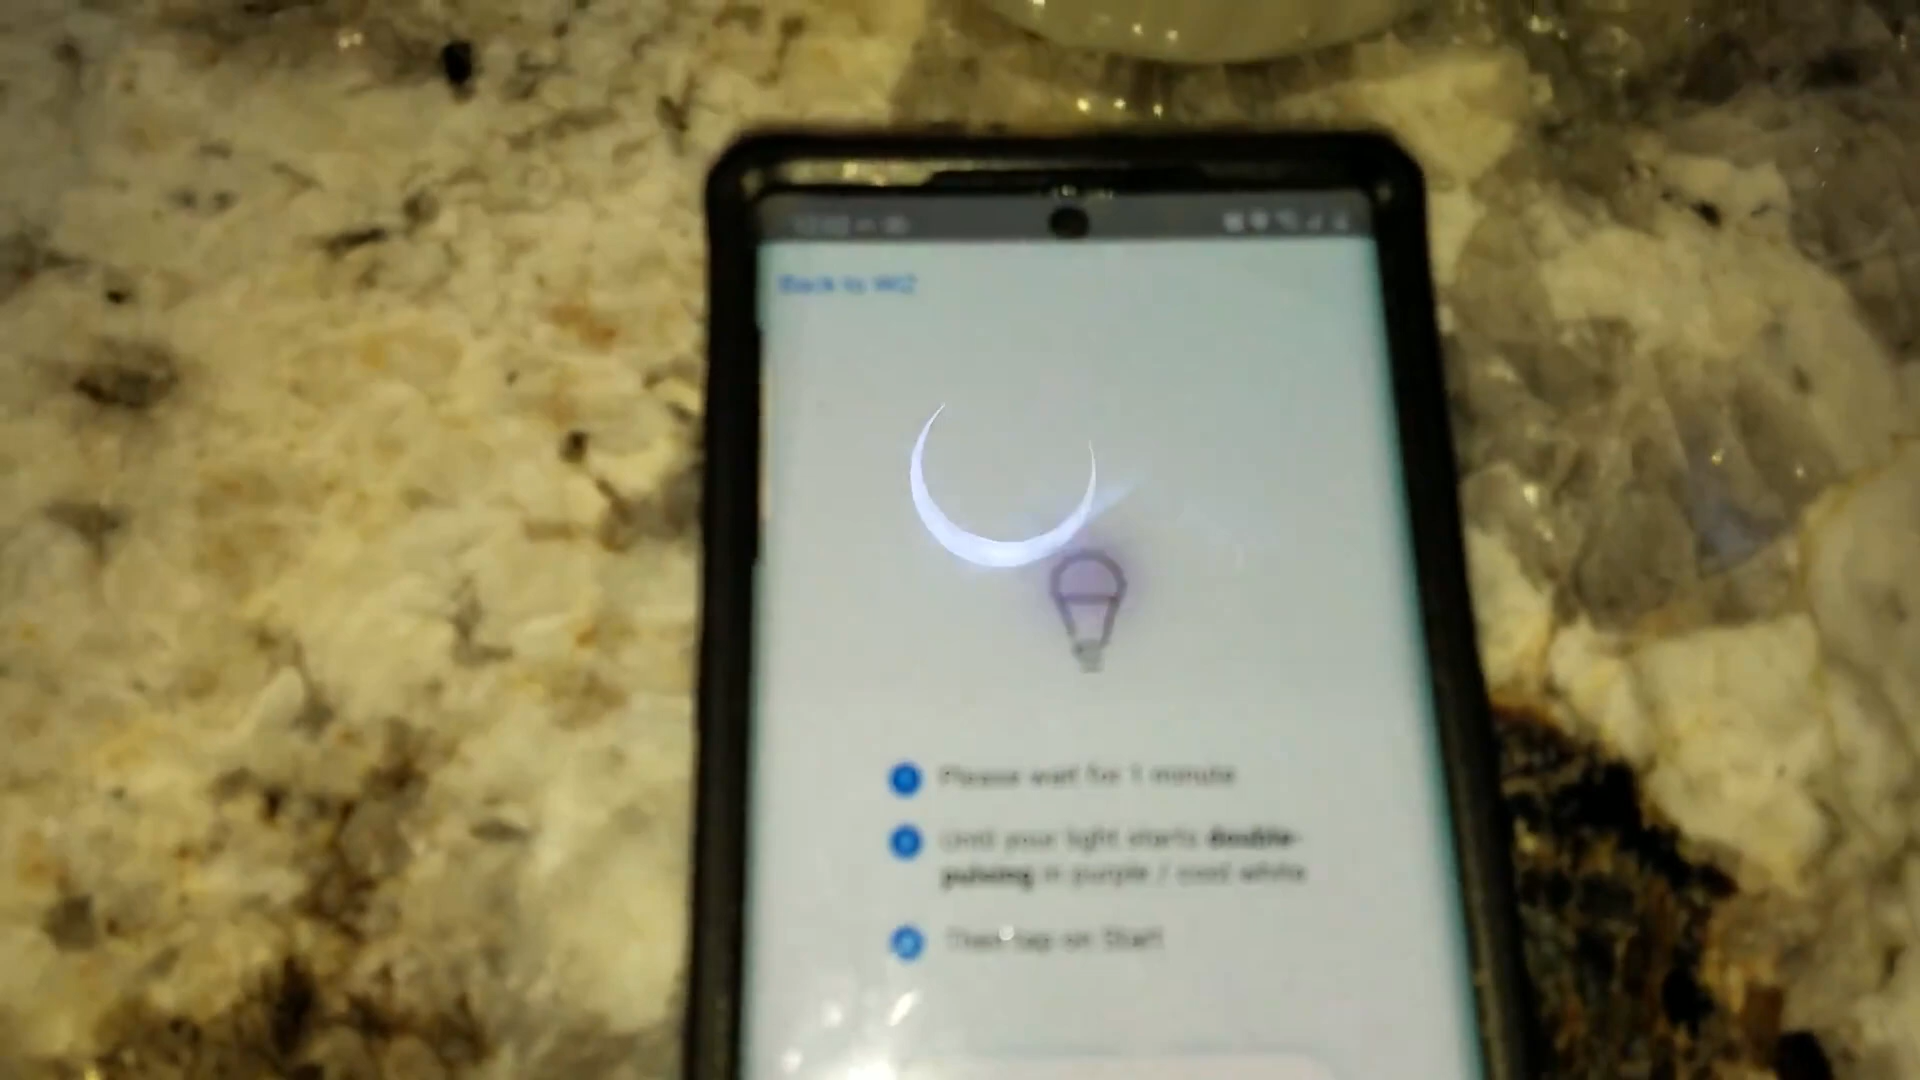 Back to WiZ
Please wait for 1 minute
Until your light starts double-
pulsing in purple / cool white
Then tap on Start